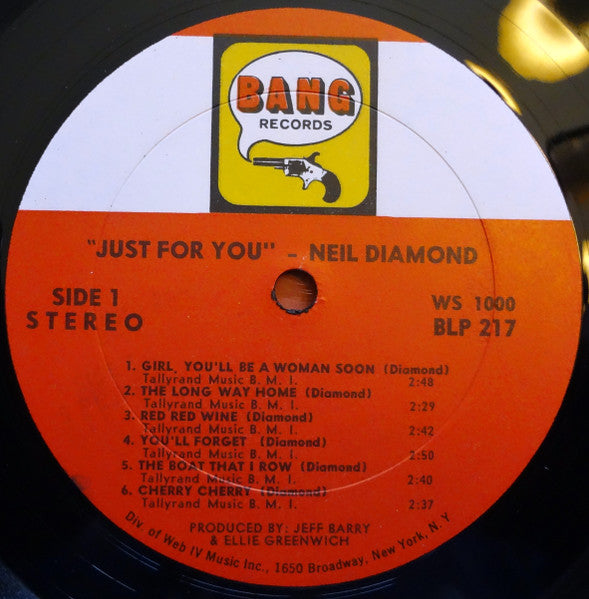 BANG
RECORDS
"JUST FOR YOU" - NEIL DIAMOND
SIDE 1
STEREO
WS 1000
BLP 217
1. GIRL, YOU'LL BE A WOMAN SOON (Diamond)
Tallyrand Music B. M. I. 2:48
2. THE LONG WAY HOME (Diamond)
Tallyrand Music B. M. I. 2:29
3. RED RED WINE (Diamond)
Tallyrand Music B. M. I. 2:42
4. YOU'LL FORGET (Diamond)
Tallyrand Music B. M. I. 2:50
5. THE BOAT THAT I ROW (Diamond)
Tallyrand Music B. M. I. 2:40
6. CHERRY CHERRY (Diamond)
Tallyrand Music B. M. I. 2:37
PRODUCED BY: JEFF BARRY
& ELLIE GREENWICH
Div. of Web IV Music Inc., 1650 Broadway, New York, N.Y